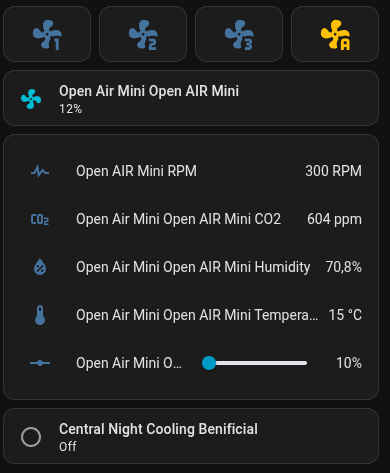 1 2 3 A
Open Air Mini Open AIR Mini
12%
Open AIR Mini RPM 300 RPM
CO2 Open Air Mini Open AIR Mini CO2 604 ppm
Open Air Mini Open AIR Mini Humidity 70,8%
Open Air Mini Open AIR Mini Tempera... 15 °C
Open Air Mini O... 10%
Central Night Cooling Benificial
Off